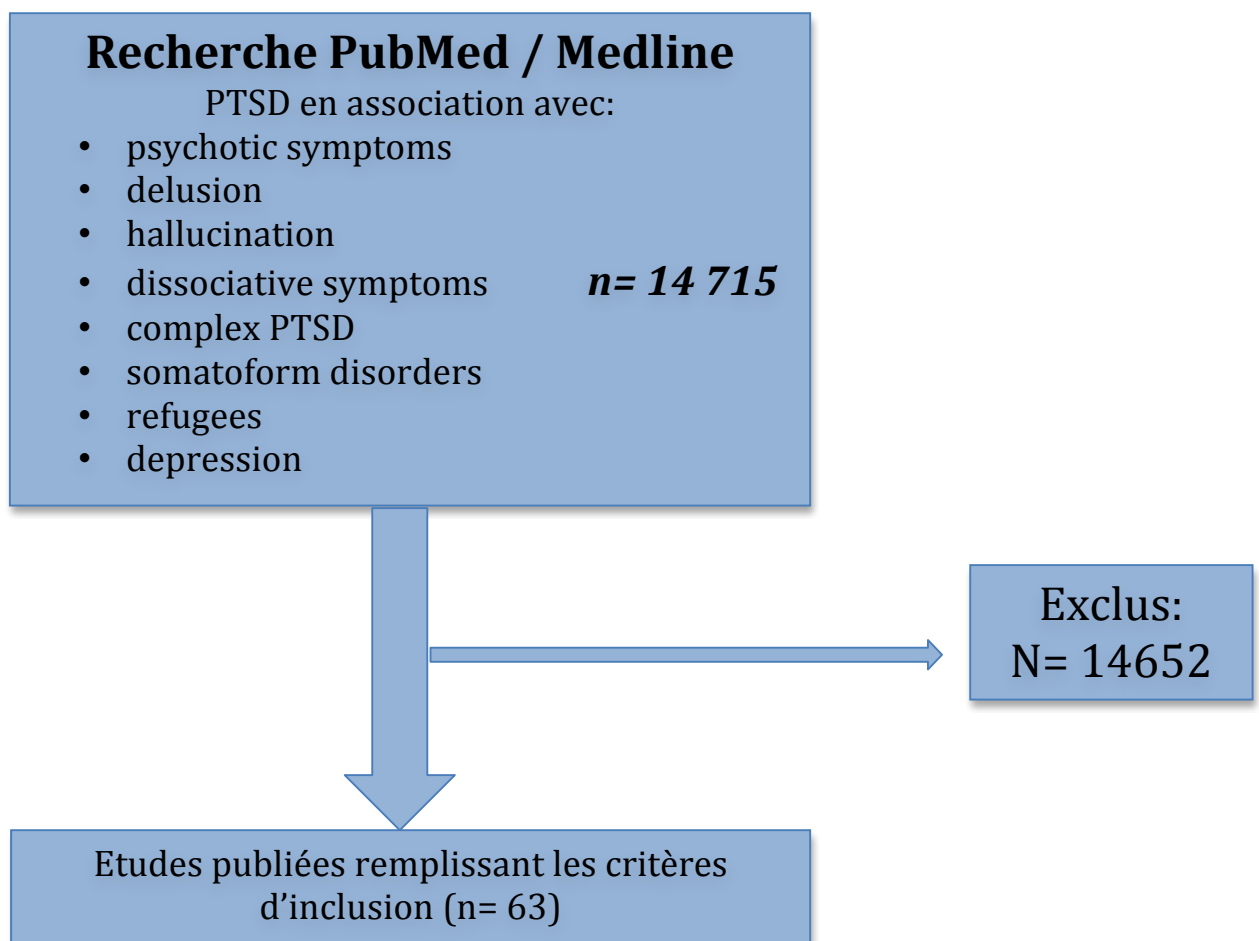 Recherche PubMed / Medline
PTSD en association avec:
• psychotic symptoms
• delusion
• hallucination
• dissociative symptoms n= 14 715
• complex PTSD
• somatoform disorders
• refugees
• depression
Exclus:
N= 14652
Etudes publiées remplissant les critères
d’inclusion (n= 63)